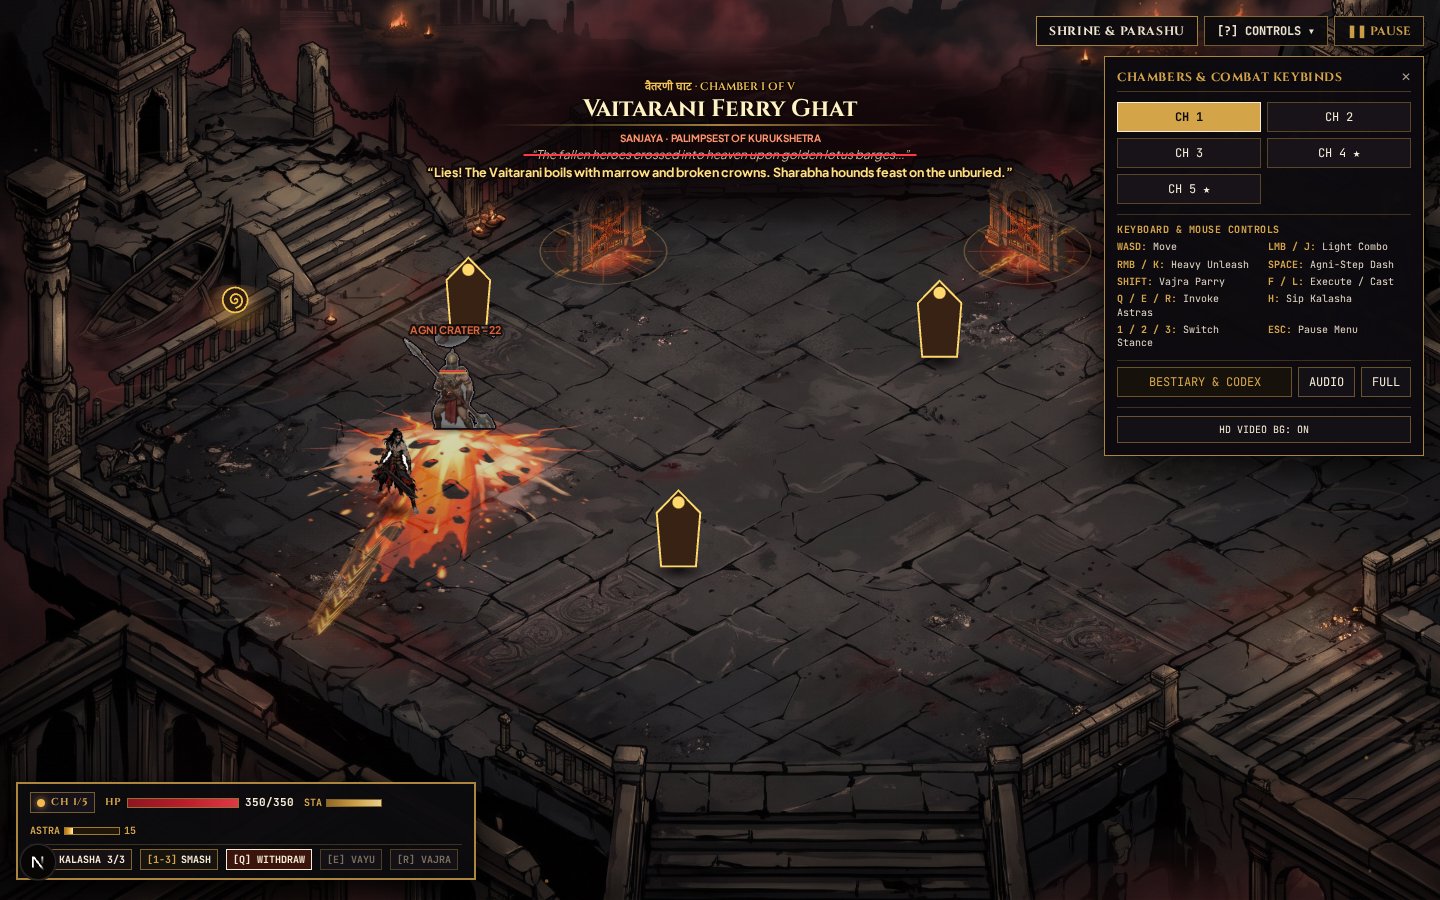 SHRINE & PARASHU
[?] CONTROLS ▾
❚❚ PAUSE
वैतरणी घाट · CHAMBER I OF V
VAITARANI FERRY GHAT
SANJAYA · PALIMPSEST OF KURUKSHETRA
“The fallen heroes crossed into heaven upon golden lotus barges...”
“Lies! The Vaitarani boils with marrow and broken crowns. Sharabha hounds feast on the unburied.”
CHAMBERS & COMBAT KEYBINDS ✕
CH 1
CH 2
CH 3
CH 4 ★
CH 5 ★
KEYBOARD & MOUSE CONTROLS
WASD: Move
LMB / J: Light Combo
RMB / K: Heavy Unleash
SPACE: Agni-Step Dash
SHIFT: Vajra Parry
F / L: Execute / Cast
Q / E / R: Invoke
Astras
H: Sip Kalasha
1 / 2 / 3: Switch
Stance
ESC: Pause Menu
BESTIARY & CODEX
AUDIO
FULL
HD VIDEO BG: ON
AGNI CRATER -22
CH 1/5
HP 350/350
STA
ASTRA 15
N
KALASHA 3/3
[1-3] SMASH
[Q] WITHDRAW
[E] VAYU
[R] VAJRA